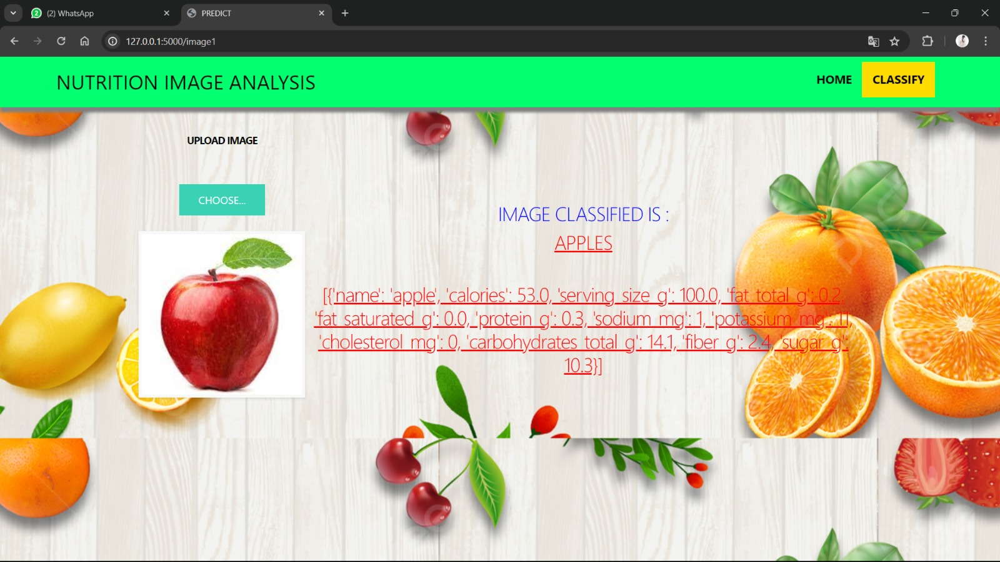 (2) WhatsApp
PREDICT
127.0.0.1:5000/image1
NUTRITION IMAGE ANALYSIS
HOME
CLASSIFY
UPLOAD IMAGE
CHOOSE...
IMAGE CLASSIFIED IS :
APPLES
[{'name': 'apple', 'calories': 53.0, 'serving_size_g': 100.0, 'fat_total_g': 0.2,
'fat_saturated_g': 0.0, 'protein_g': 0.3, 'sodium_mg': 1, 'potassium_mg': 11,
'cholesterol_mg': 0, 'carbohydrates_total_g': 14.1, 'fiber_g': 2.4, 'sugar_g':
10.3}]